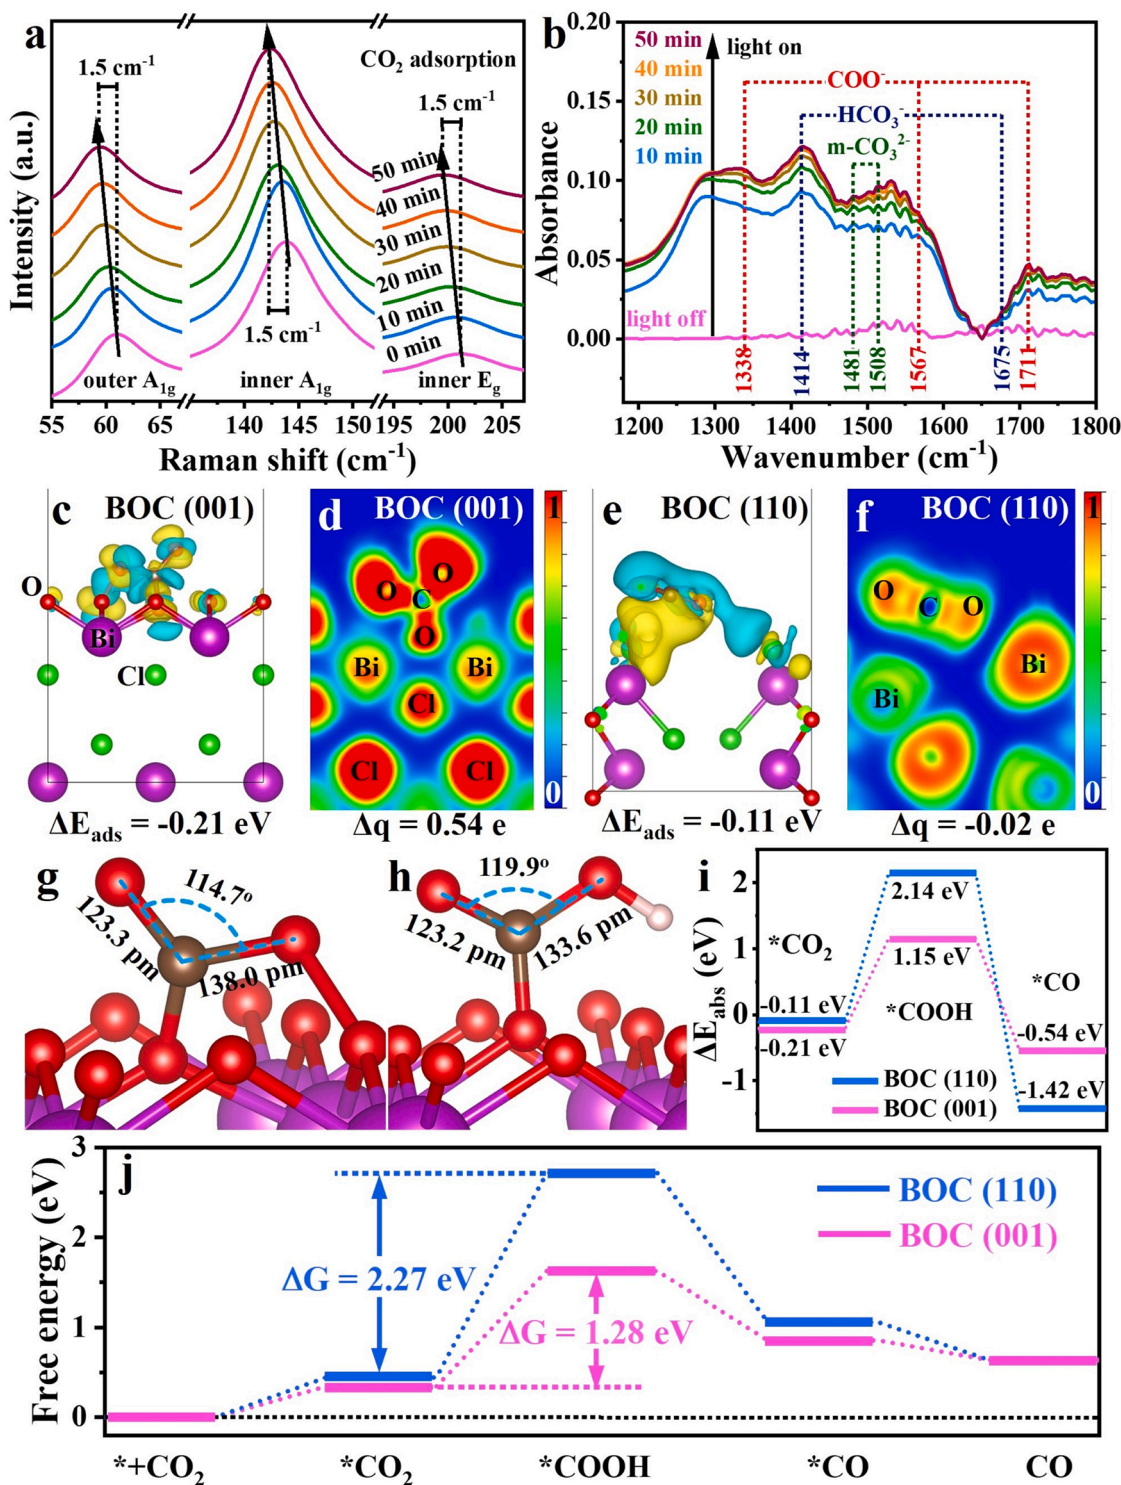 a
CO₂ adsorption
1.5 cm⁻¹
1.5 cm⁻¹
1.5 cm⁻¹
50 min
40 min
30 min
20 min
10 min
0 min
outer A₁g
inner A₁g
inner Eg
Intensity (a.u.)
55 60 65 140 145 150 195 200 205
Raman shift (cm⁻¹)
b
50 min
40 min
30 min
20 min
10 min
light on
light off
COO⁻
HCO₃⁻
m-CO₃²⁻
1338
1414
1481
1508
1567
1675
1711
0.20
0.15
0.10
0.05
0.00
Absorbance
1200 1300 1400 1500 1600 1700 1800
Wavenumber (cm⁻¹)
c BOC (001)
O
Bi
Cl
ΔEads = -0.21 eV
d BOC (001)
O
O
C
O
Bi
Bi
Cl
Cl
Cl
1
0
Δq = 0.54 e
e BOC (110)
ΔEads = -0.11 eV
f BOC (110)
O C O
Bi
Bi
1
0
Δq = -0.02 e
g
114.7°
123.3 pm
138.0 pm
h
119.9°
123.2 pm
133.6 pm
i
2
1
0
-1
ΔEabs (eV)
2.14 eV
1.15 eV
*CO₂
*COOH
*CO
-0.11 eV
-0.21 eV
-0.54 eV
-1.42 eV
BOC (110)
BOC (001)
j
3
2
1
0
Free energy (eV)
ΔG = 2.27 eV
ΔG = 1.28 eV
BOC (110)
BOC (001)
*+CO₂ *CO₂ *COOH *CO CO